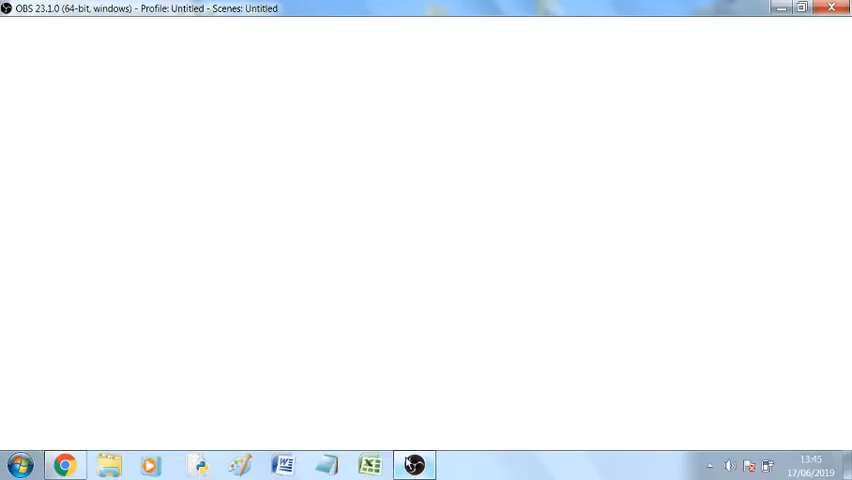 OBS 23.1.0 (64-bit, windows) - Profile: Untitled - Scenes: Untitled
13:45
17/06/2019